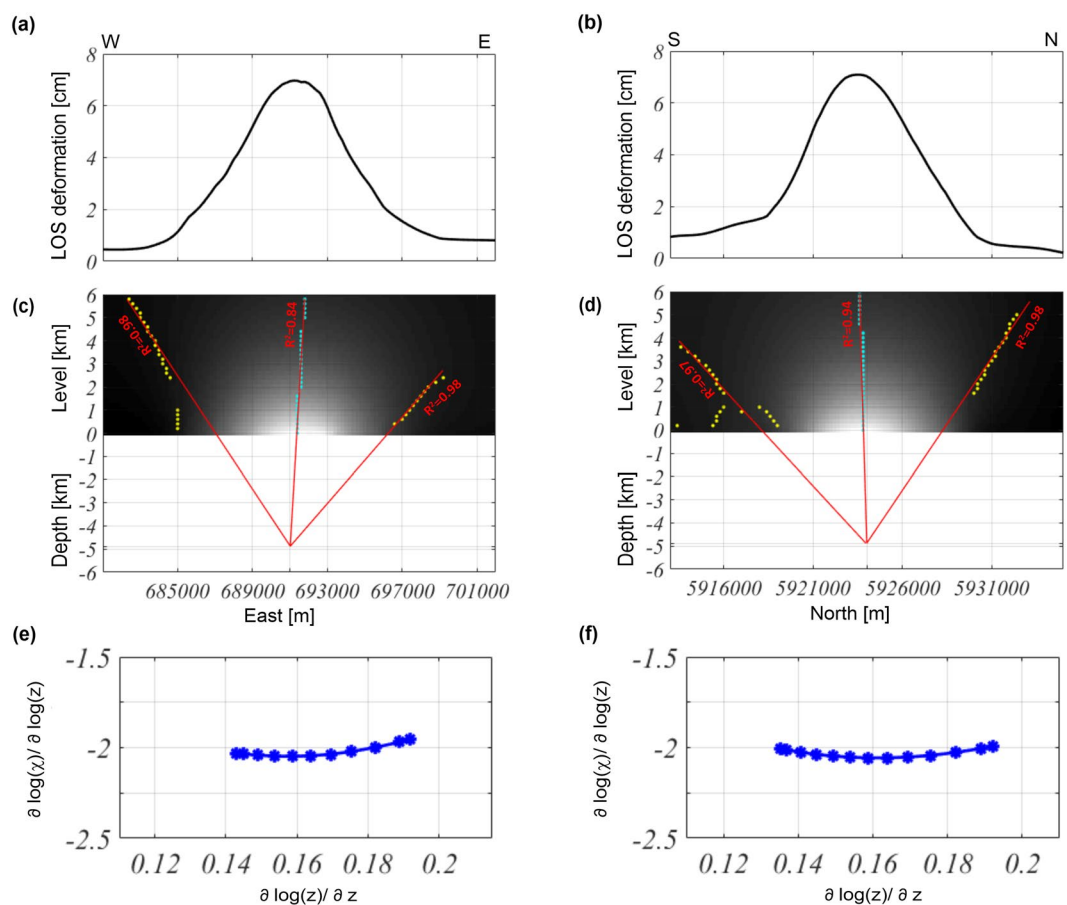 (a)
W E
8
6
4
2
0
LOS deformation [cm]
(b)
S N
8
6
4
2
0
LOS deformation [cm]
(c)
6
5
4
3
2
1
0
-1
-2
-3
-4
-5
-6
Level [km]
Depth [km]
R²=0.98
R²=0.84
R²=0.98
685000 689000 693000 697000 701000
East [m]
(d)
6
5
4
3
2
1
0
-1
-2
-3
-4
-5
-6
Level [km]
Depth [km]
R²=0.97
R²=0.94
R²=0.98
5916000 5921000 5926000 5931000
North [m]
(e)
-1.5
-2
-2.5
∂ log(χ)/ ∂ log(z)
0.12 0.14 0.16 0.18 0.2
∂ log(z)/ ∂ z
(f)
-1.5
-2
-2.5
∂ log(χ)/ ∂ log(z)
0.12 0.14 0.16 0.18 0.2
∂ log(z)/ ∂ z